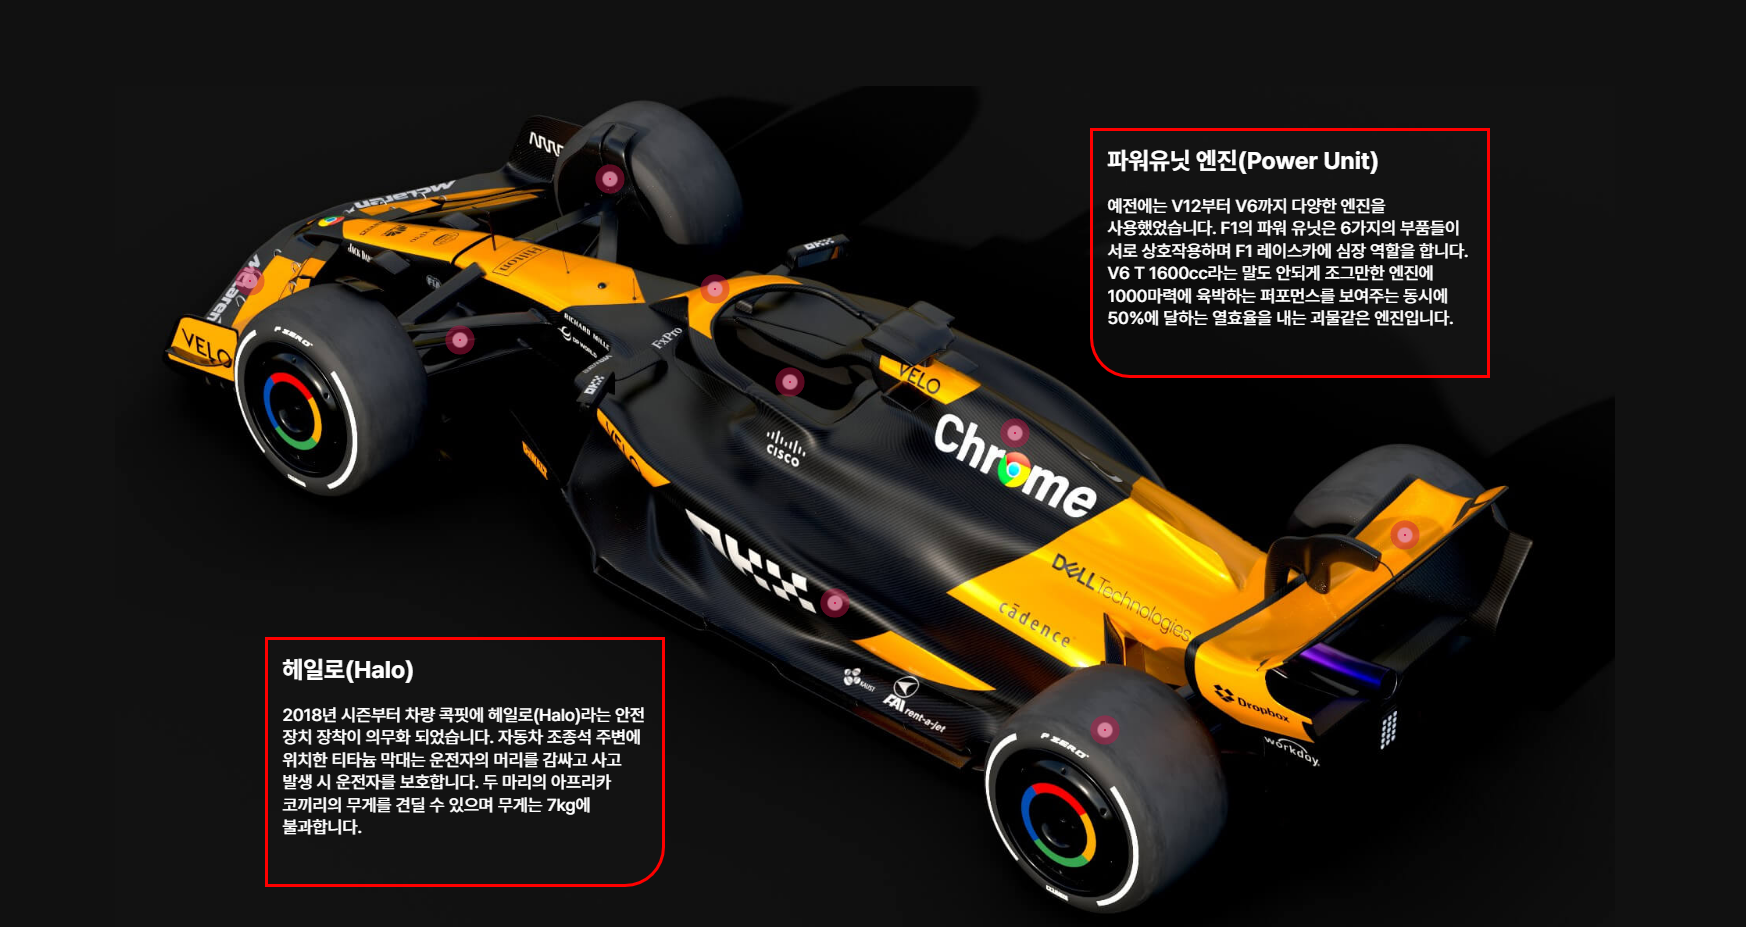 McLaren
Hilton
JACK DAN
McLaren
VELO
P ZERO
RICHARD MILLE
DP WORLD
FxPro
OKX
OKX
VELO
VELO
CISCO
Chrome
DELL Technologies
cādence
OKX
KAUST
FAI rent-a-jet
P ZERO
Dropbox
workday.
파워유닛 엔진(Power Unit)
예전에는 V12부터 V6까지 다양한 엔진을
사용했었습니다. F1의 파워 유닛은 6가지의 부품들이
서로 상호작용하며 F1 레이스카에 심장 역할을 합니다.
V6 T 1600cc라는 말도 안되게 조그만한 엔진에
1000마력에 육박하는 퍼포먼스를 보여주는 동시에
50%에 달하는 열효율을 내는 괴물같은 엔진입니다.
헤일로(Halo)
2018년 시즌부터 차량 콕핏에 헤일로(Halo)라는 안전
장치 장착이 의무화 되었습니다. 자동차 조종석 주변에
위치한 티타늄 막대는 운전자의 머리를 감싸고 사고
발생 시 운전자를 보호합니다. 두 마리의 아프리카
코끼리의 무게를 견딜 수 있으며 무게는 7kg에
불과합니다.